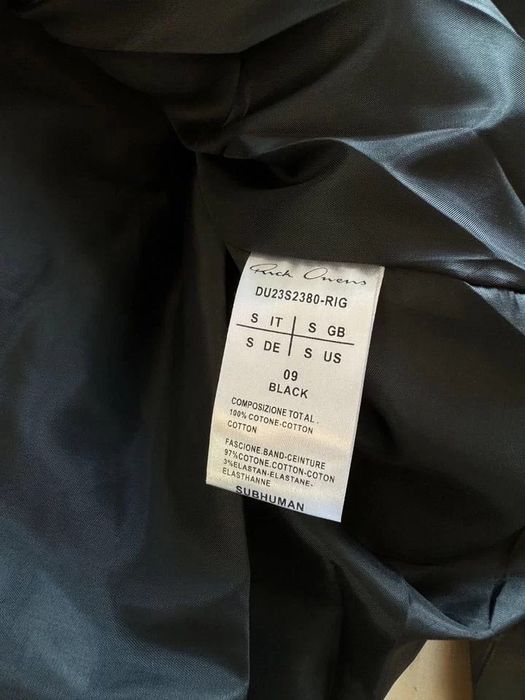 Rick Owens
DU23S2380-RIG
S IT S GB
S DE S US
09
BLACK
COMPOSIZIONE TOTAL.
100% COTONE-COTTON
COTTON
FASCIONE.BAND-CEINTURE
97%COTONE.COTTON-COTON
3%ELASTAN-ELASTANE-
ELASTHANNE
SUBHUMAN